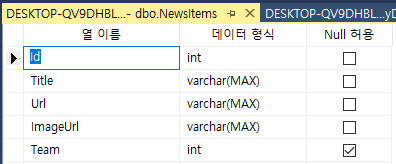 DESKTOP-QV9DHBL...- dbo.NewsItems DESKTOP-QV9DHBL...yD
열 이름 데이터 형식 Null 허용
Id int
Title varchar(MAX)
Url varchar(MAX)
ImageUrl varchar(MAX)
Team int